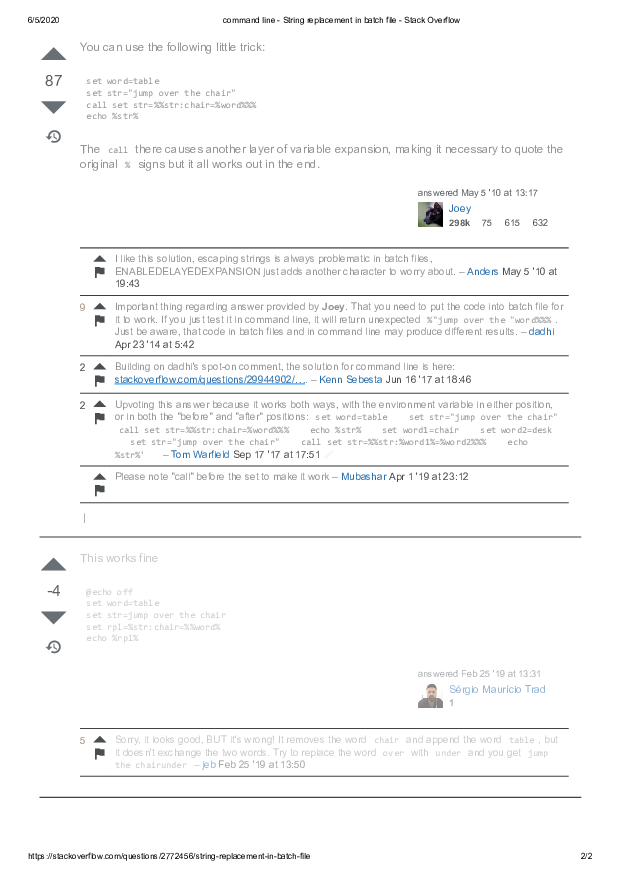 6/5/2020 command line - String replacement in batch file - Stack Overflow
You can use the following little trick:
87
set word=table
set str="jump over the chair"
call set str=%%str:chair=%word%%%
echo %str%
The call there causes another layer of variable expansion, making it necessary to quote the
original % signs but it all works out in the end.
answered May 5 '10 at 13:17
Joey
298k 75 615 632
I like this solution, escaping strings is always problematic in batch files,
ENABLEDELAYEDEXPANSION just adds another character to worry about. – Anders May 5 '10 at
19:43
9 Important thing regarding answer provided by Joey. That you need to put the code into batch file for
it to work. If you just test it in command line, it will return unexpected %"jump over the "word%%% .
Just be aware, that code in batch files and in command line may produce different results. – dadhi
Apr 23 '14 at 5:42
2 Building on dadhi's spot-on comment, the solution for command line is here:
stackoverflow.com/questions/29944902/…. – Kenn Sebesta Jun 16 '17 at 18:46
2 Upvoting this answer because it works both ways, with the environment variable in either position,
or in both the "before" and "after" positions: set word=table set str="jump over the chair"
call set str=%%str:chair=%word%%% echo %str% set word1=chair set word2=desk
set str="jump over the chair" call set str=%%str:%word1%=%word2%%% echo
%str%' – Tom Warfield Sep 17 '17 at 17:51
Please note "call" before the set to make it work – Mubashar Apr 1 '19 at 23:12
|
This works fine
-4
@echo off
set word=table
set str=jump over the chair
set rpl=%str:chair=%%word%
echo %rpl%
answered Feb 25 '19 at 13:31
Sérgio Maurício Trad
1
5 Sorry, it looks good, BUT it's wrong! It removes the word chair and append the word table , but
it doesn't exchange the two words. Try to replace the word over with under and you get jump
the chairunder – jeb Feb 25 '19 at 13:50
https://stackoverflow.com/questions/2772456/string-replacement-in-batch-file 2/2